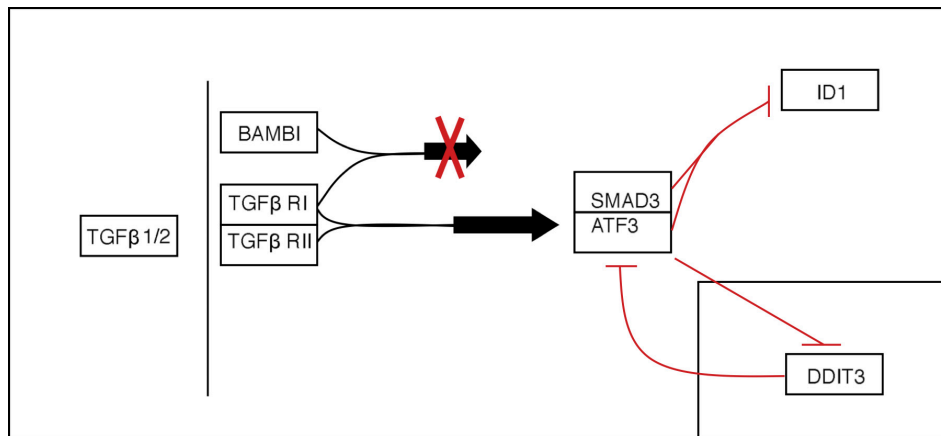 TGFβ 1/2
BAMBI
TGFβ RI
TGFβ RII
SMAD3
ATF3
ID1
DDIT3